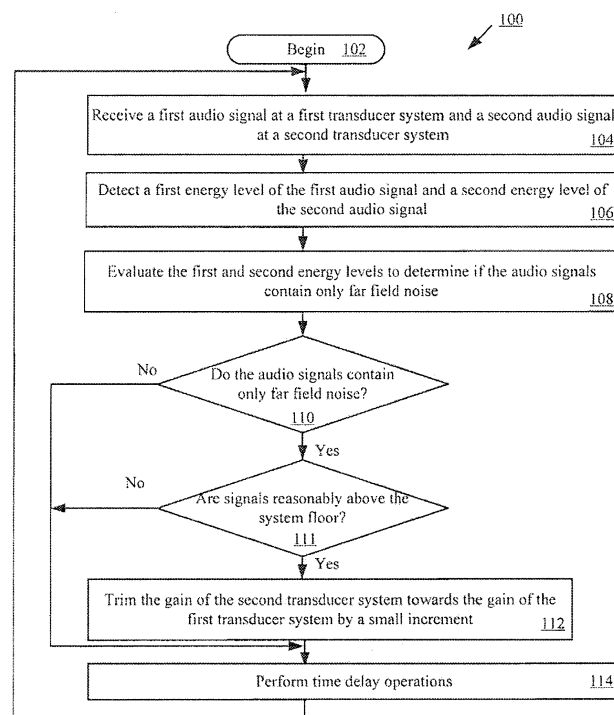 100
Begin 102
Receive a first audio signal at a first transducer system and a second audio signal
at a second transducer system
104
Detect a first energy level of the first audio signal and a second energy level of
the second audio signal
106
Evaluate the first and second energy levels to determine if the audio signals
contain only far field noise
108
No
Do the audio signals contain
only far field noise?
110
Yes
No
Are signals reasonably above the
system floor?
111
Yes
Trim the gain of the second transducer system towards the gain of the
first transducer system by a small increment
112
Perform time delay operations
114